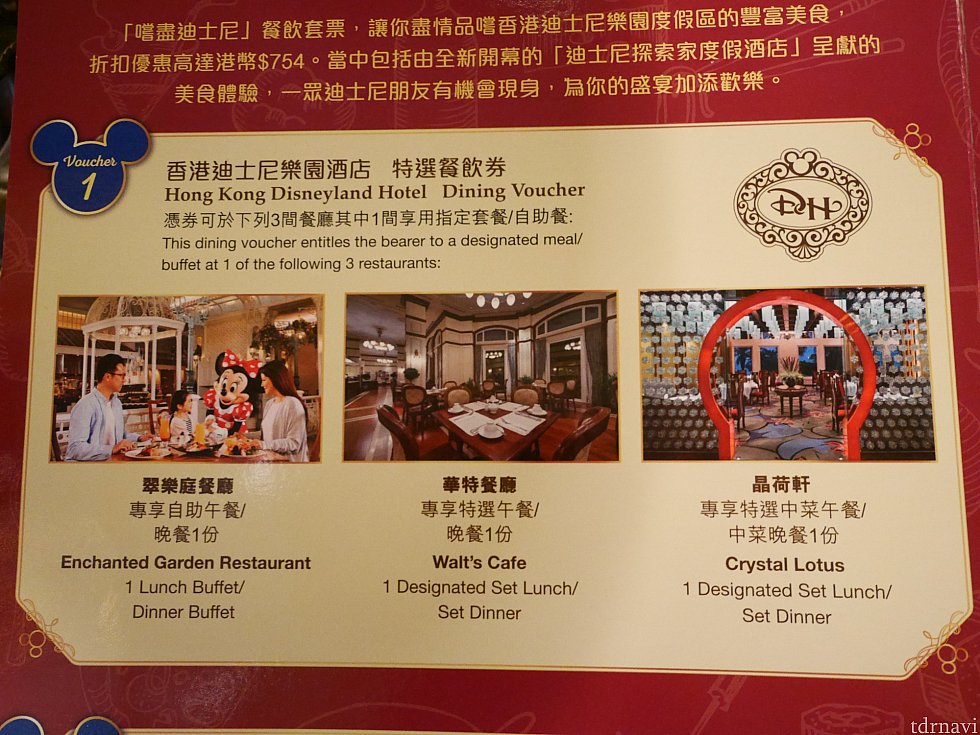 「嚐盡迪士尼」餐飲套票，讓你盡情品嚐香港迪士尼樂園度假區的豐富美食，
折扣優惠高達港幣$754。當中包括由全新開幕的「迪士尼探索家度假酒店」呈獻的
美食體驗，一眾迪士尼朋友有機會現身，為你的盛宴加添歡樂。
Voucher
1
香港迪士尼樂園酒店　特選餐飲券
Hong Kong Disneyland Hotel Dining Voucher
憑券可於下列3間餐廳其中1間享用指定套餐/自助餐:
This dining voucher entitles the bearer to a designated meal/
buffet at 1 of the following 3 restaurants:
DH
翠樂庭餐廳
專享自助午餐/
晚餐1份
Enchanted Garden Restaurant
1 Lunch Buffet/
Dinner Buffet
華特餐廳
專享特選午餐/
晚餐1份
Walt's Cafe
1 Designated Set Lunch/
Set Dinner
晶荷軒
專享特選中菜午餐/
中菜晚餐1份
Crystal Lotus
1 Designated Set Lunch/
Set Dinner
tdrnavi